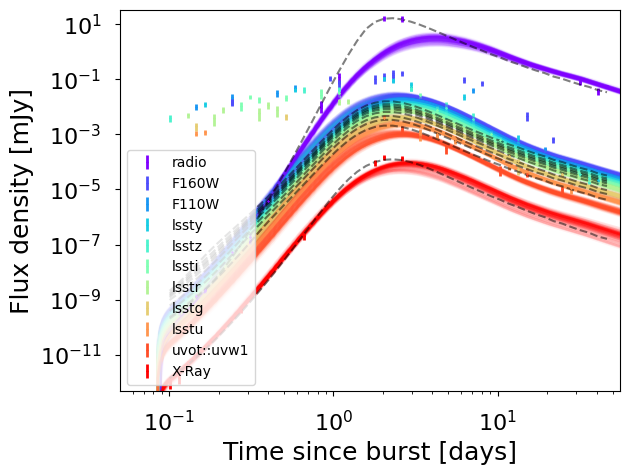 10¹
10⁻¹
10⁻³
10⁻⁵
10⁻⁷
10⁻⁹
10⁻¹¹
Flux density [mJy]
radio
F160W
F110W
lssty
lsstz
lssti
lsstr
lsstg
lsstu
uvot::uvw1
X-Ray
10⁻¹
10⁰
10¹
Time since burst [days]